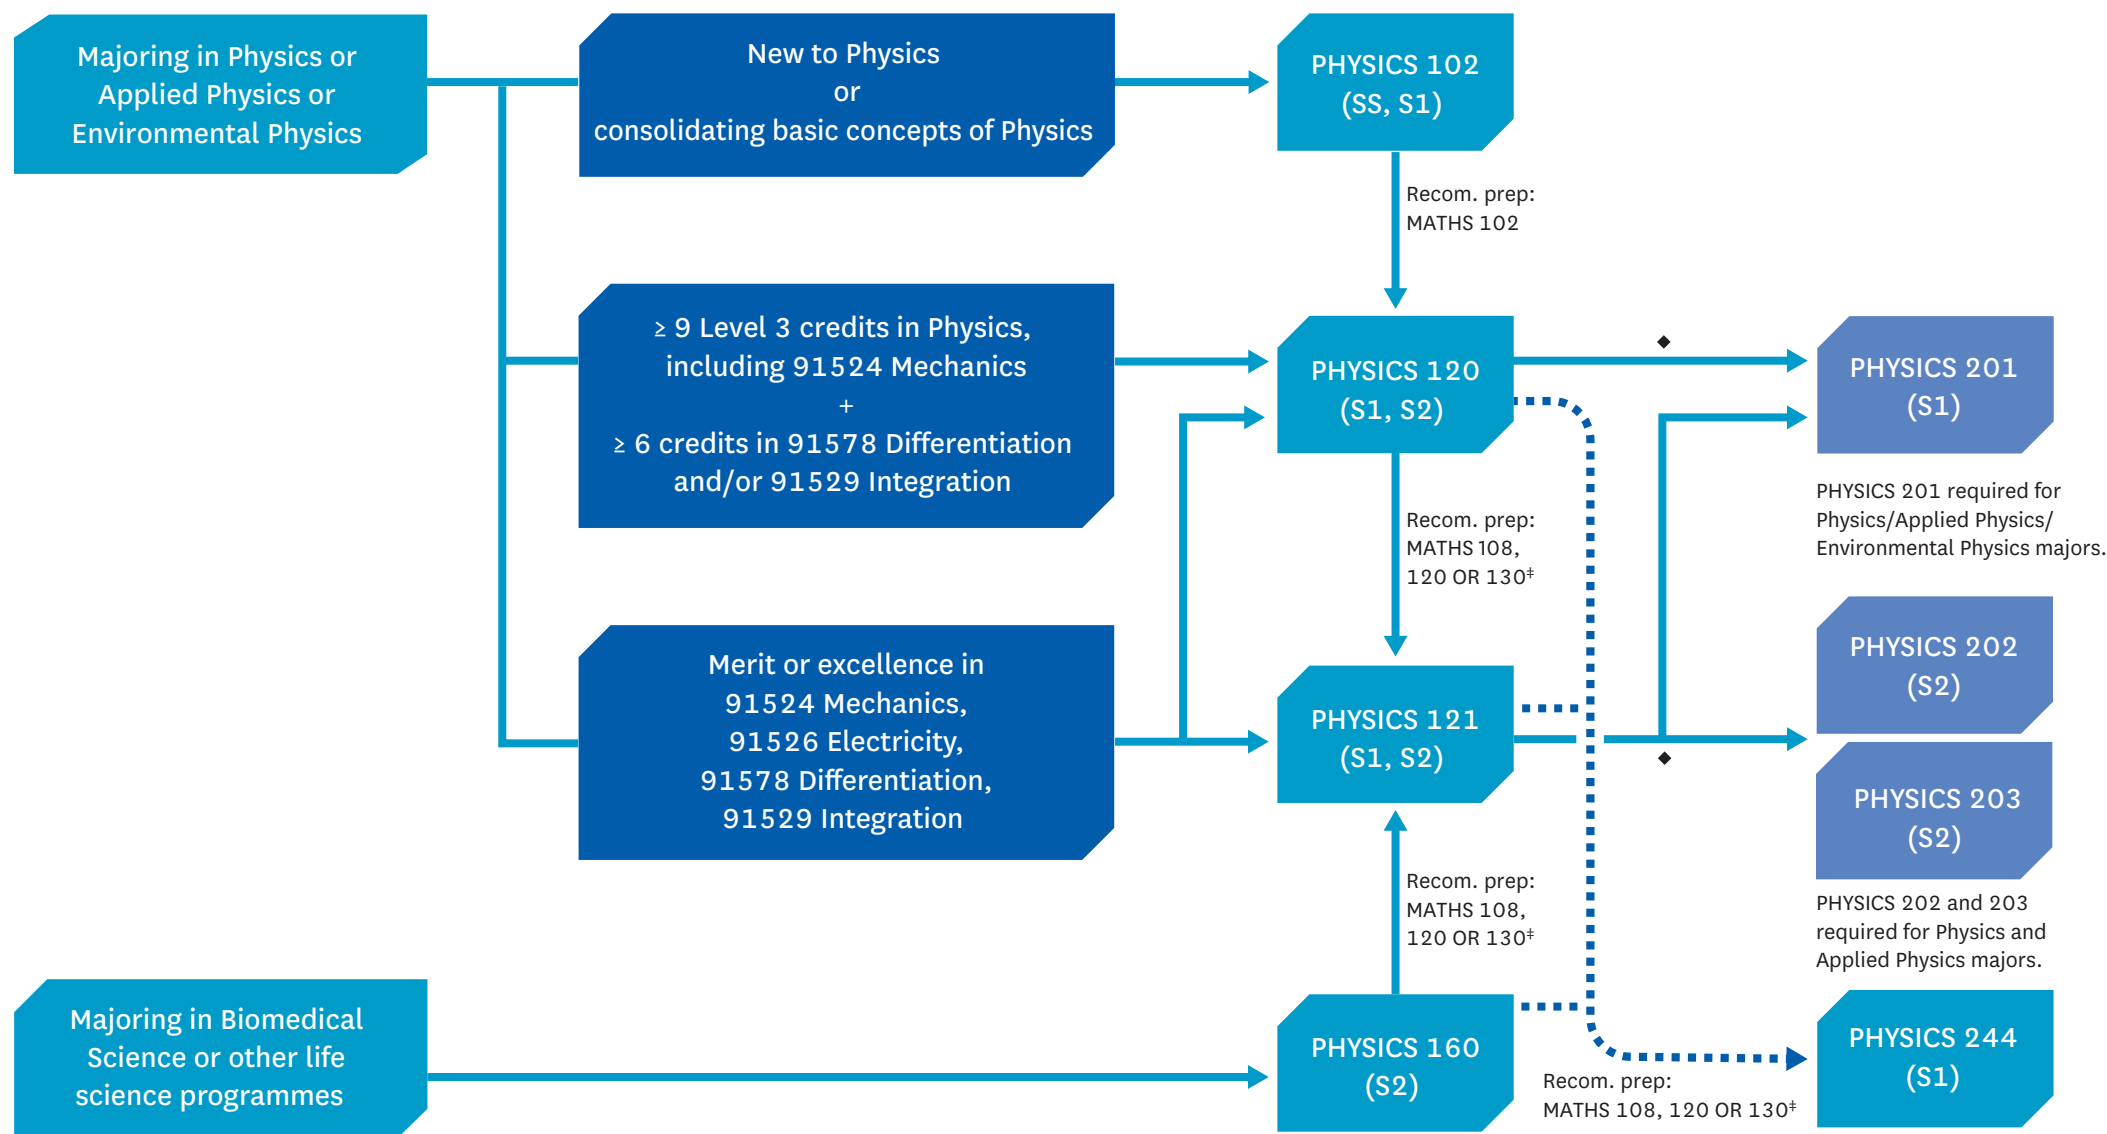 Majoring in Physics or
Applied Physics or
Environmental Physics
New to Physics
or
consolidating basic concepts of Physics
PHYSICS 102
(SS, S1)
Recom. prep:
MATHS 102
≥ 9 Level 3 credits in Physics,
including 91524 Mechanics
+
≥ 6 credits in 91578 Differentiation
and/or 91529 Integration
PHYSICS 120
(S1, S2)
◆
PHYSICS 201
(S1)
PHYSICS 201 required for
Physics/Applied Physics/
Environmental Physics majors.
Recom. prep:
MATHS 108,
120 OR 130‡
Merit or excellence in
91524 Mechanics,
91526 Electricity,
91578 Differentiation,
91529 Integration
PHYSICS 121
(S1, S2)
◆
PHYSICS 202
(S2)
PHYSICS 203
(S2)
PHYSICS 202 and 203
required for Physics and
Applied Physics majors.
Recom. prep:
MATHS 108,
120 OR 130‡
Majoring in Biomedical
Science or other life
science programmes
PHYSICS 160
(S2)
Recom. prep:
MATHS 108, 120 OR 130‡
PHYSICS 244
(S1)